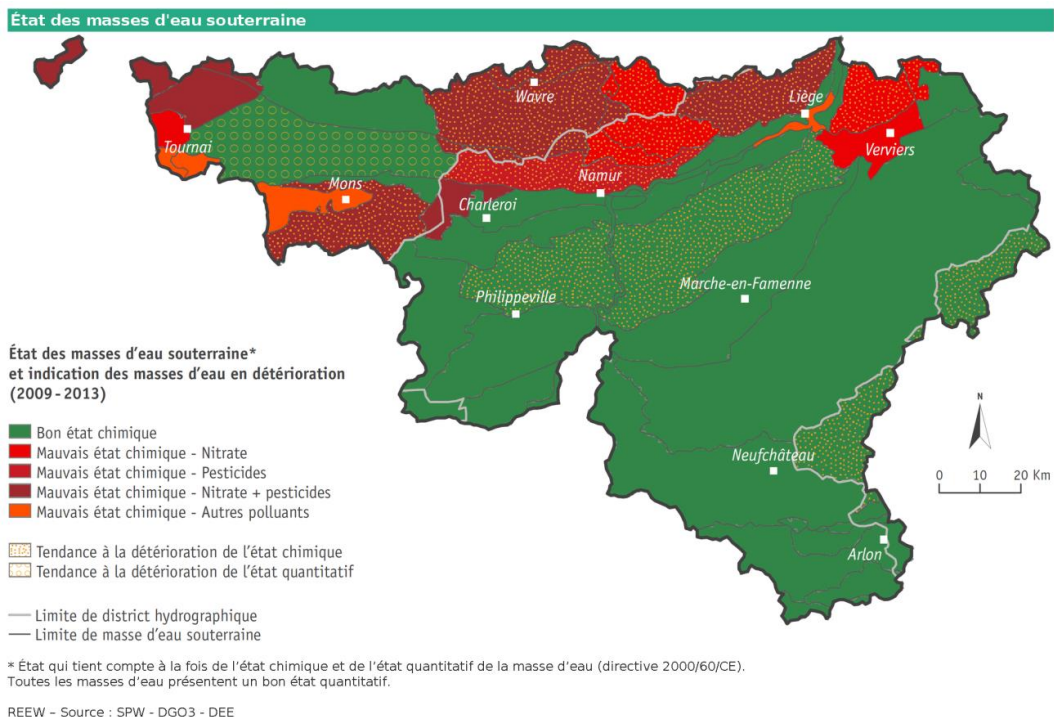 État des masses d'eau souterraine
Wavre
Liège
Tournai
Verviers
Mons
Namur
Charleroi
Marche-en-Famenne
Philippeville
État des masses d'eau souterraine*
et indication des masses d'eau en détérioration
(2009 - 2013)
Bon état chimique
Mauvais état chimique - Nitrate
Mauvais état chimique - Pesticides
Mauvais état chimique - Nitrate + pesticides
Mauvais état chimique - Autres polluants
Tendance à la détérioration de l'état chimique
Tendance à la détérioration de l'état quantitatif
Limite de district hydrographique
Limite de masse d'eau souterraine
Neufchâteau
Arlon
N
0 10 20 Km
* État qui tient compte à la fois de l'état chimique et de l'état quantitatif de la masse d'eau (directive 2000/60/CE).
Toutes les masses d'eau présentent un bon état quantitatif.
REEW – Source : SPW - DGO3 - DEE